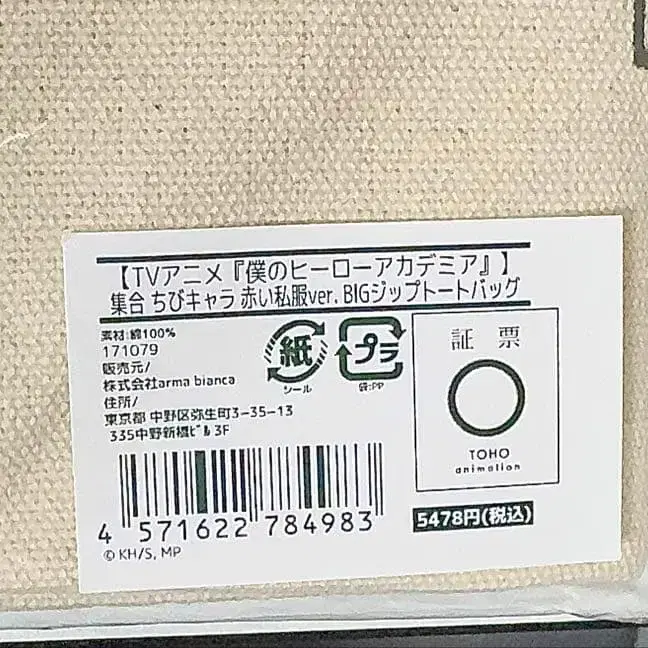 【TVアニメ『僕のヒーローアカデミア』】
集合 ちびキャラ 赤い私服ver. BIGジップトートバッグ
素材:綿100%
171079
販売元/
株式会社arma bianca
住所/
東京都 中野区弥生町3-35-13
335中野新橋ﾋﾞﾙ 3F
紙
シール
プラ
袋:PP
証 票
TOHO
animation
5478円(税込)
4 571622 784983
©KH/S, MP